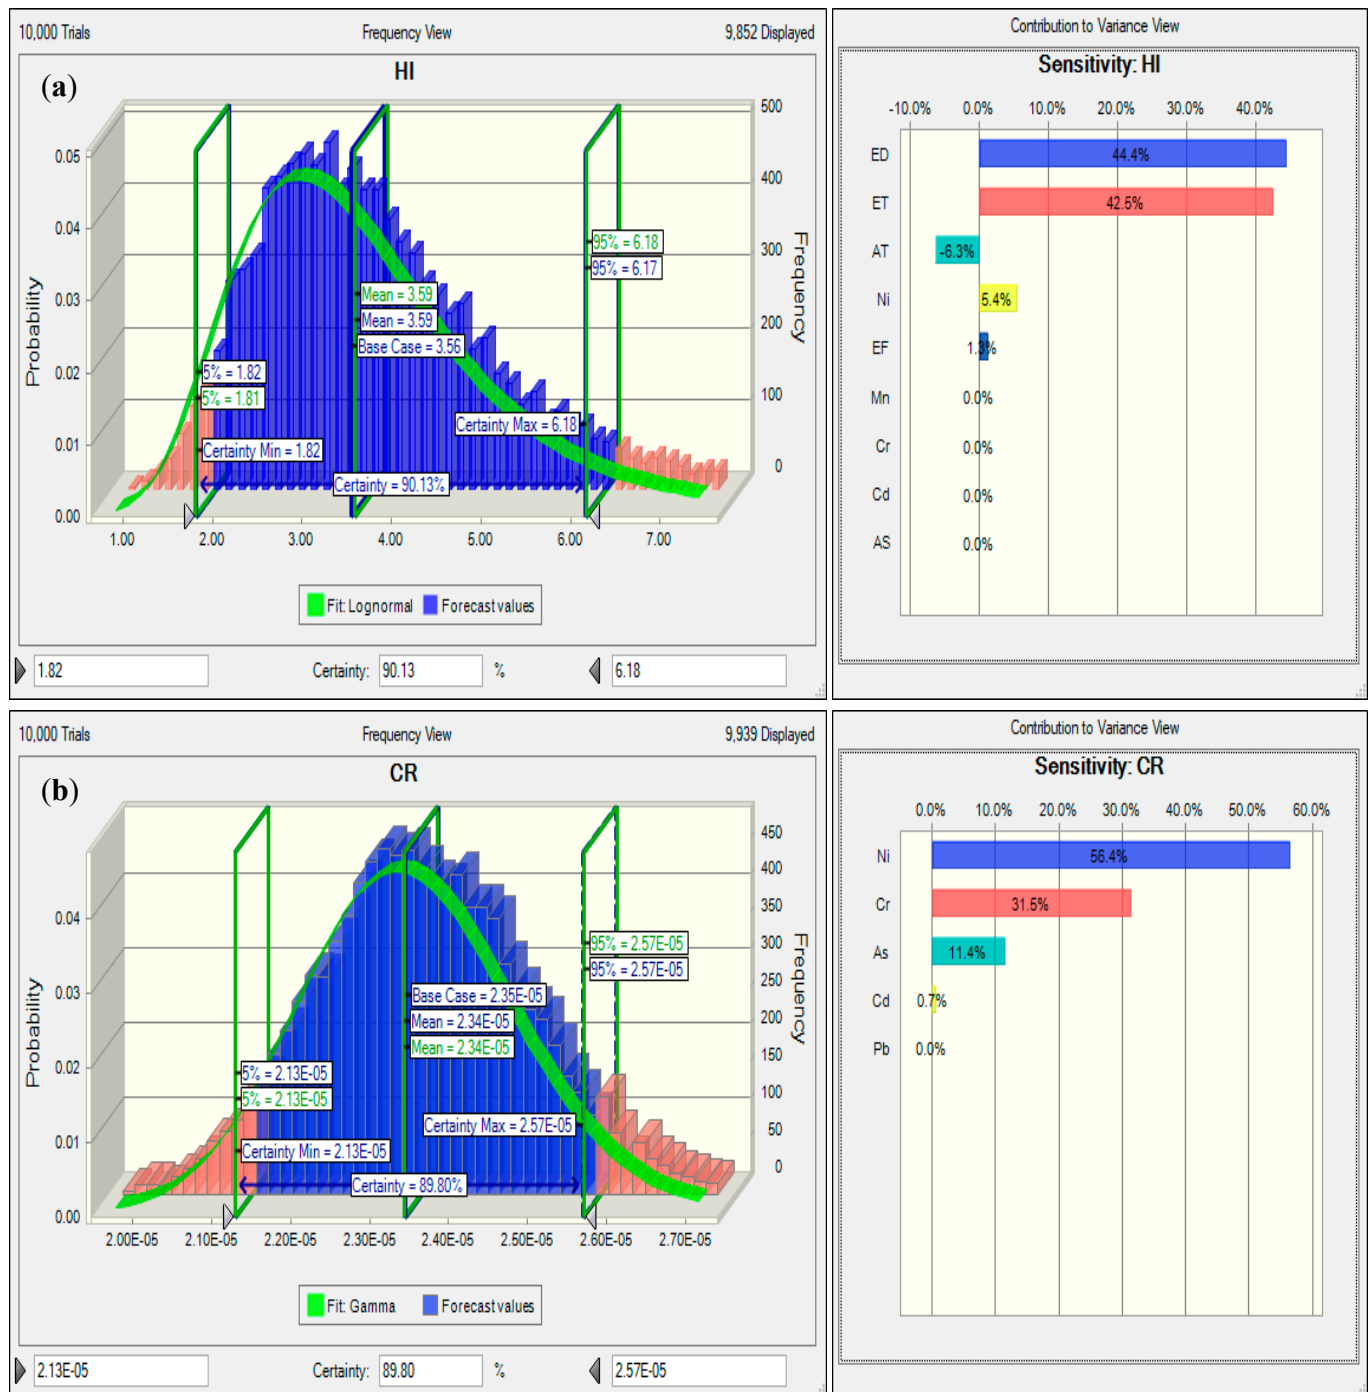 10,000 Trials Frequency View 9,852 Displayed
(a) HI
500
0.05
400
0.04
300
0.03
200
0.02
100
0.01
0
0.00
Probability
Frequency
95% = 6.18
95% = 6.17
Mean = 3.59
Mean = 3.59
Base Case = 3.56
5% = 1.82
5% = 1.81
Certainty Max = 6.18
Certainty Min = 1.82
Certainty = 90.13%
1.00 2.00 3.00 4.00 5.00 6.00 7.00
Fit: Lognormal Forecast values
1.82 Certainty: 90.13 % 6.18
Contribution to Variance View
Sensitivity: HI
-10.0% 0.0% 10.0% 20.0% 30.0% 40.0%
ED 44.4%
ET 42.5%
AT -6.3%
Ni 5.4%
EF 1.3%
Mn 0.0%
Cr 0.0%
Cd 0.0%
AS 0.0%
10,000 Trials Frequency View 9,939 Displayed
(b) CR
450
400
0.04
350
300
0.03
250
200
0.02
150
100
0.01
50
0
0.00
Probability
Frequency
95% = 2.57E-05
95% = 2.57E-05
Base Case = 2.35E-05
Mean = 2.34E-05
Mean = 2.34E-05
5% = 2.13E-05
5% = 2.13E-05
Certainty Max = 2.57E-05
Certainty Min = 2.13E-05
Certainty = 89.80%
2.00E-05 2.10E-05 2.20E-05 2.30E-05 2.40E-05 2.50E-05 2.60E-05 2.70E-05
Fit: Gamma Forecast values
2.13E-05 Certainty: 89.80 % 2.57E-05
Contribution to Variance View
Sensitivity: CR
0.0% 10.0% 20.0% 30.0% 40.0% 50.0% 60.0%
Ni 56.4%
Cr 31.5%
As 11.4%
Cd 0.7%
Pb 0.0%